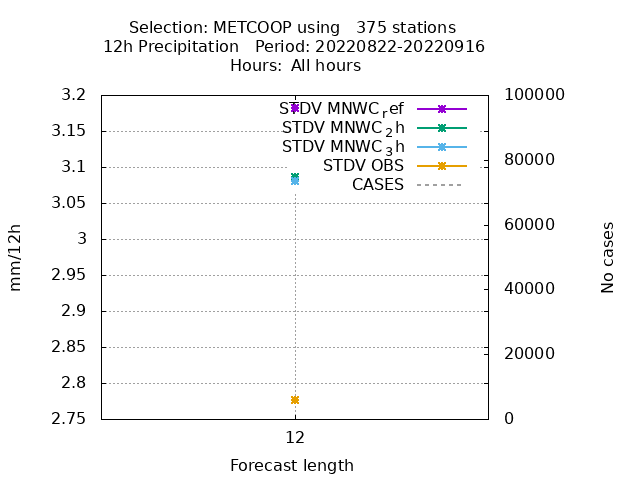 Selection: METCOOP using   375 stations
12h Precipitation   Period: 20220822-20220916
Hours:  All hours
3.2
3.15
3.1
3.05
3
2.95
2.9
2.85
2.8
2.75
100000
80000
60000
40000
20000
0
STDV MNWC_ref
STDV MNWC_2h
STDV MNWC_3h
STDV OBS
CASES
mm/12h
No cases
12
Forecast length